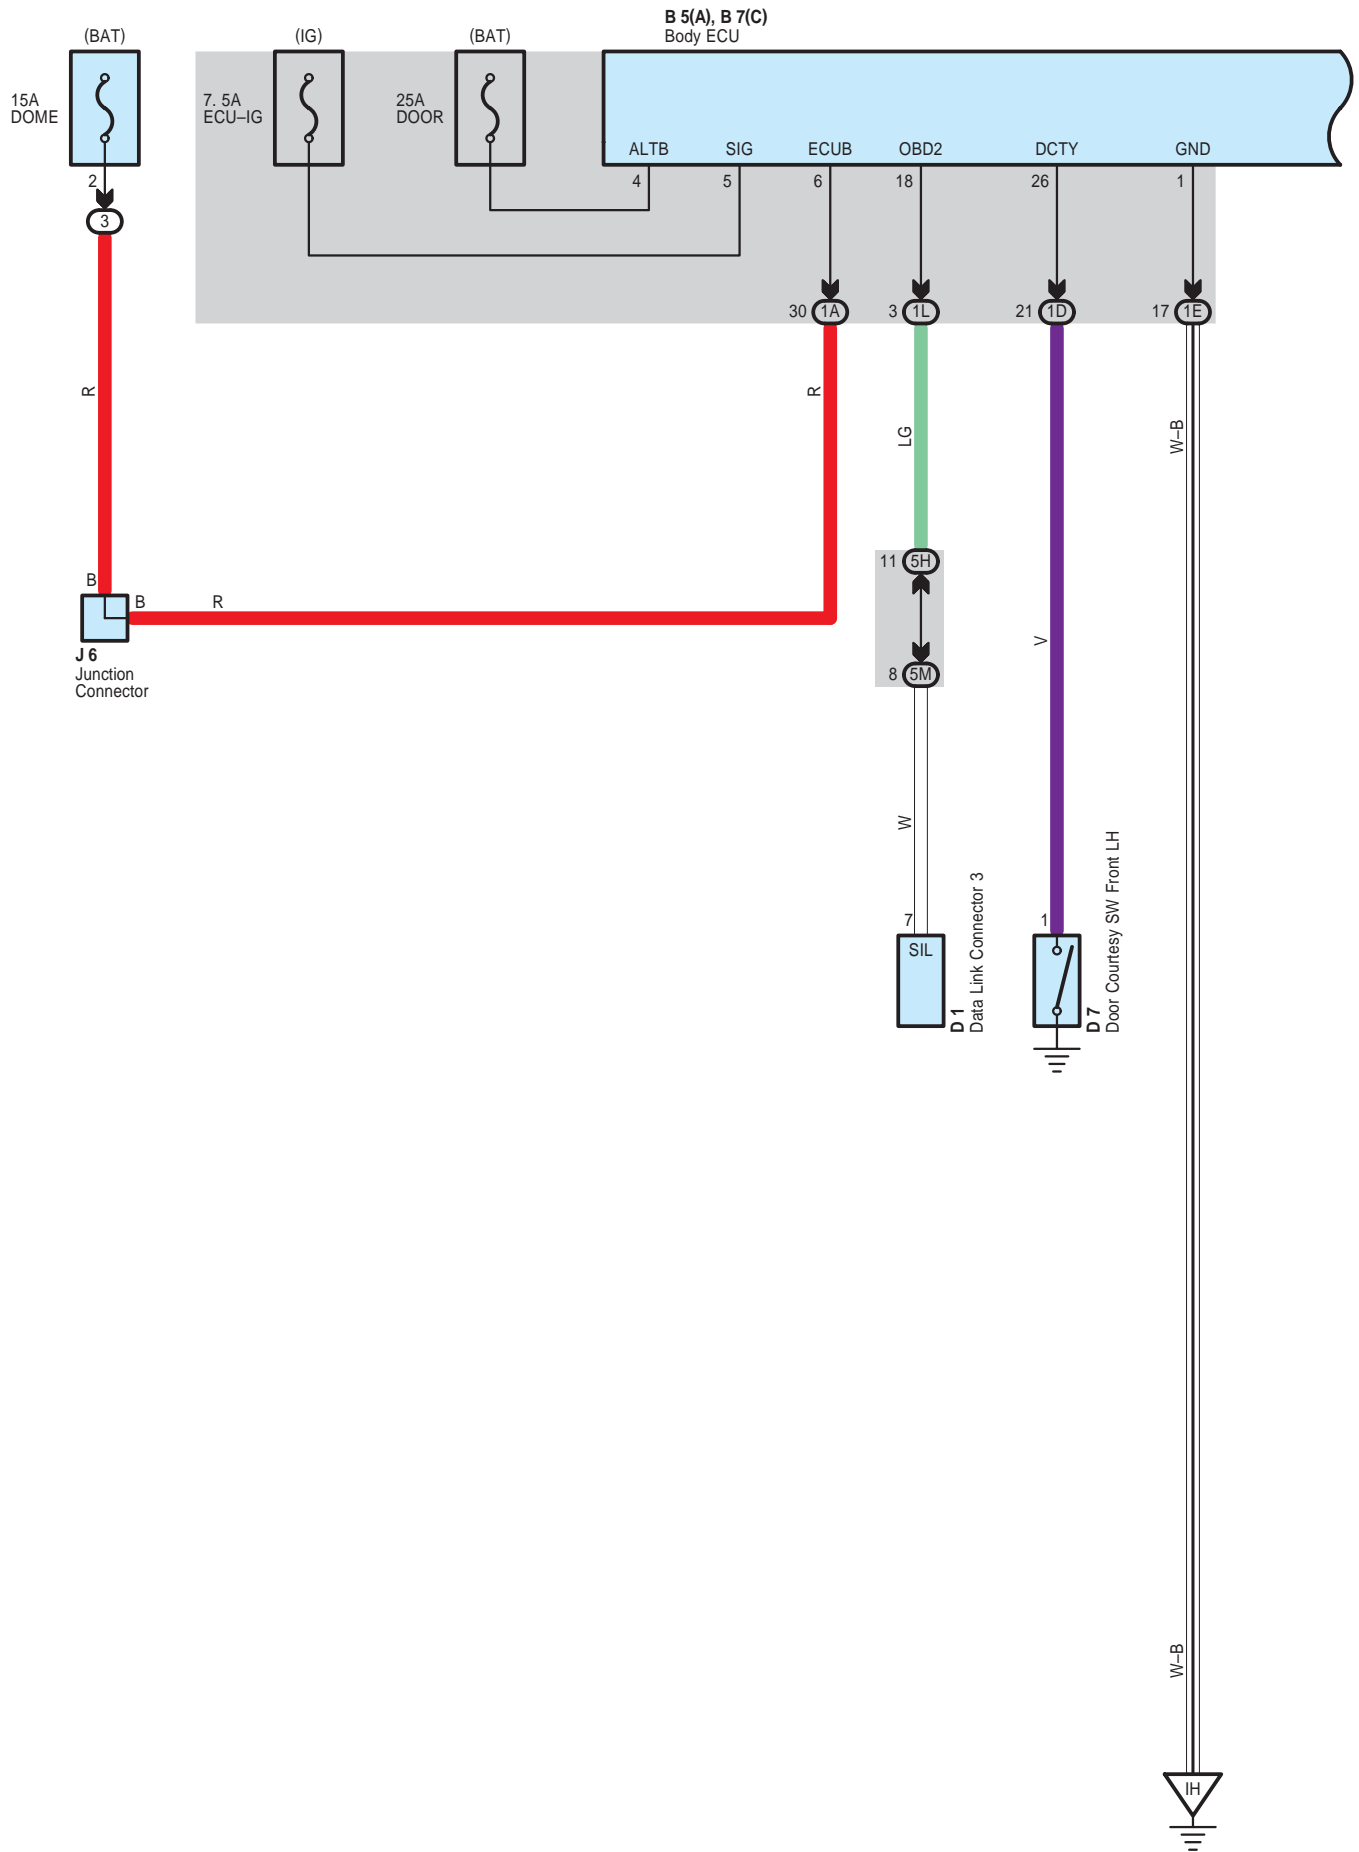 B 5(A), B 7(C)
Body ECU
(BAT)
(IG)
(BAT)
15A
DOME
7. 5A
ECU–IG
25A
DOOR
ALTB
SIG
ECUB
OBD2
DCTY
GND
2
4
5
6
18
26
1
3
30
1A
3
1L
21
1D
17
1E
R
R
LG
W–B
11
5H
B
B
R
J 6
Junction
Connector
V
8
5M
W
7
SIL
D 1
Data Link Connector 3
1
D 7
Door Courtesy SW Front LH
W–B
IH